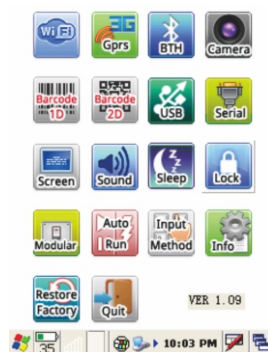 WiFi
3G
Gprs
BTH
Camera
Barcode
1D
Barcode
2D
USB
Serial
Screen
Z Z Z
Sound
Sleep
Lock
Modular
Auto
Run
Input
Method
Info
Restore
Factory
Quit
VER 1.09
35
10:03 PM